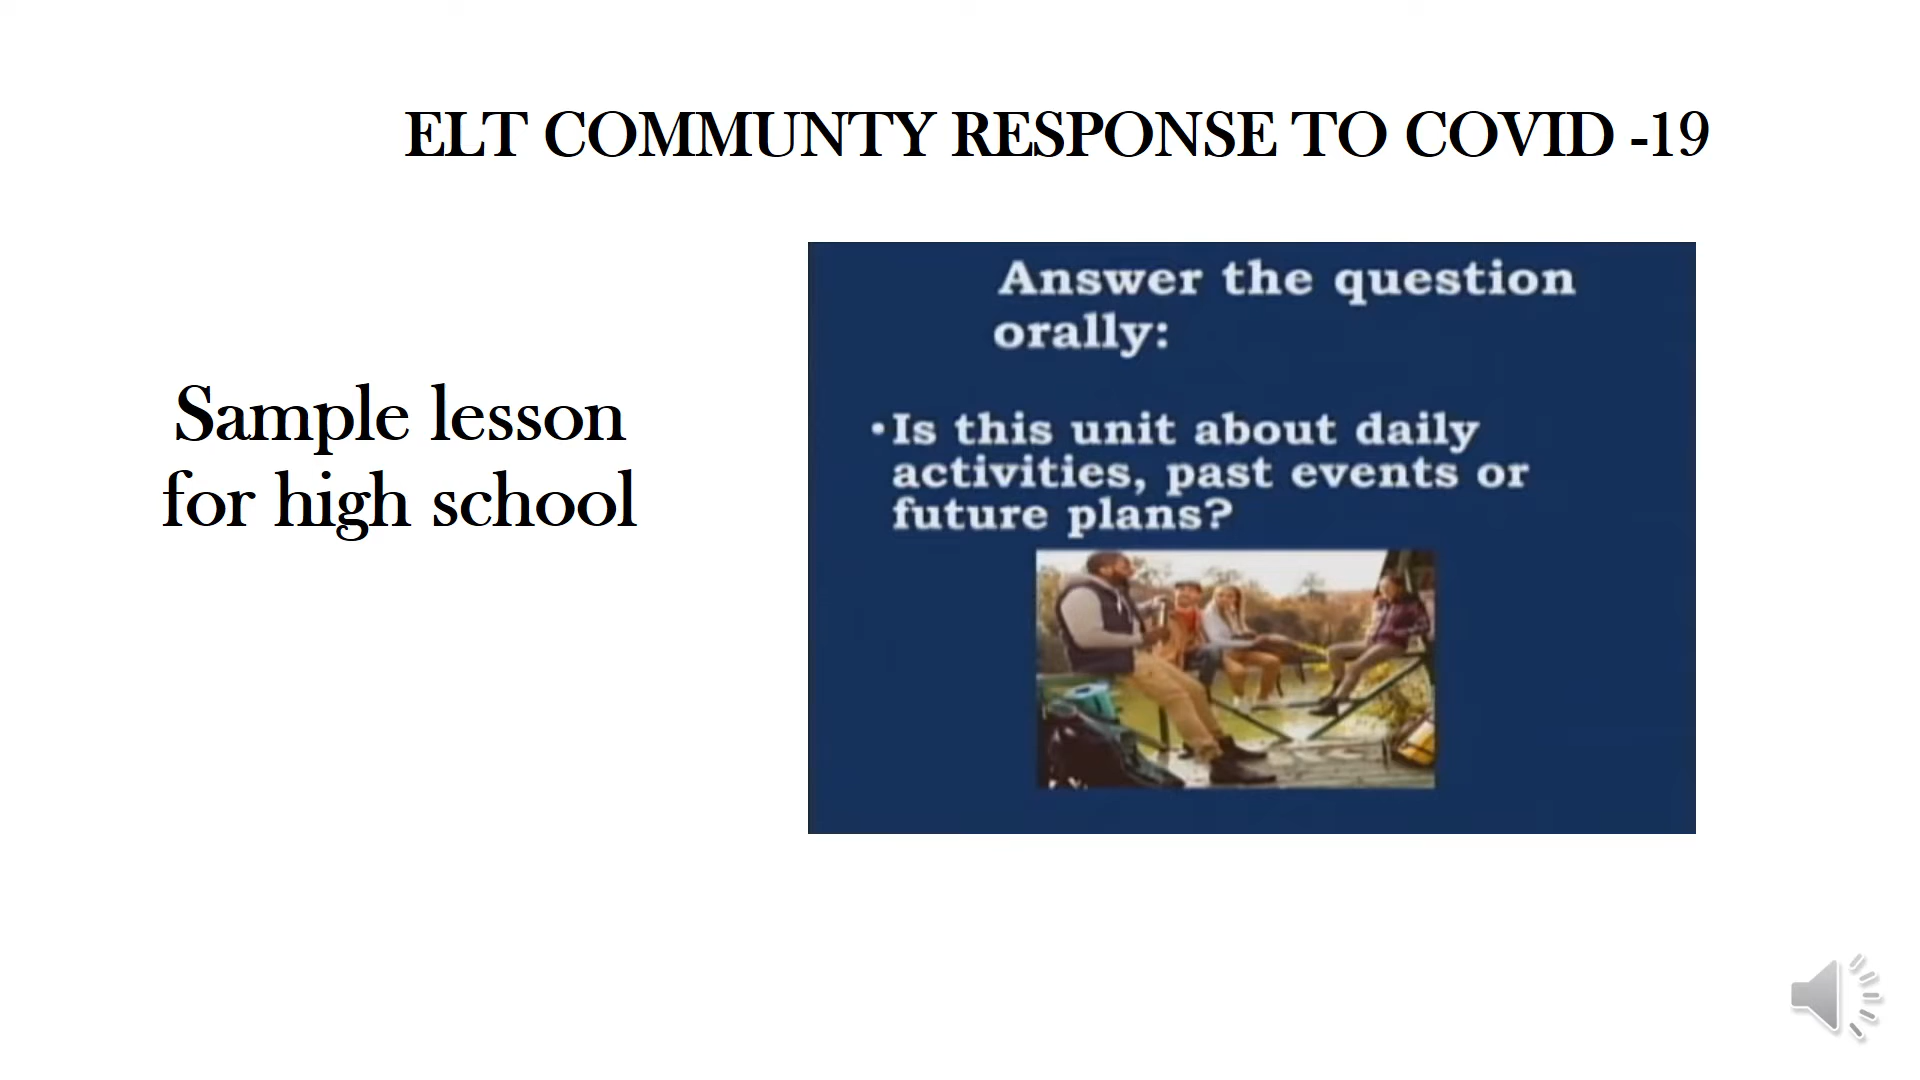 ELT COMMUNTY RESPONSE TO COVID -19
Sample lesson
for high school
Answer the question
orally:
•Is this unit about daily
activities, past events or
future plans?